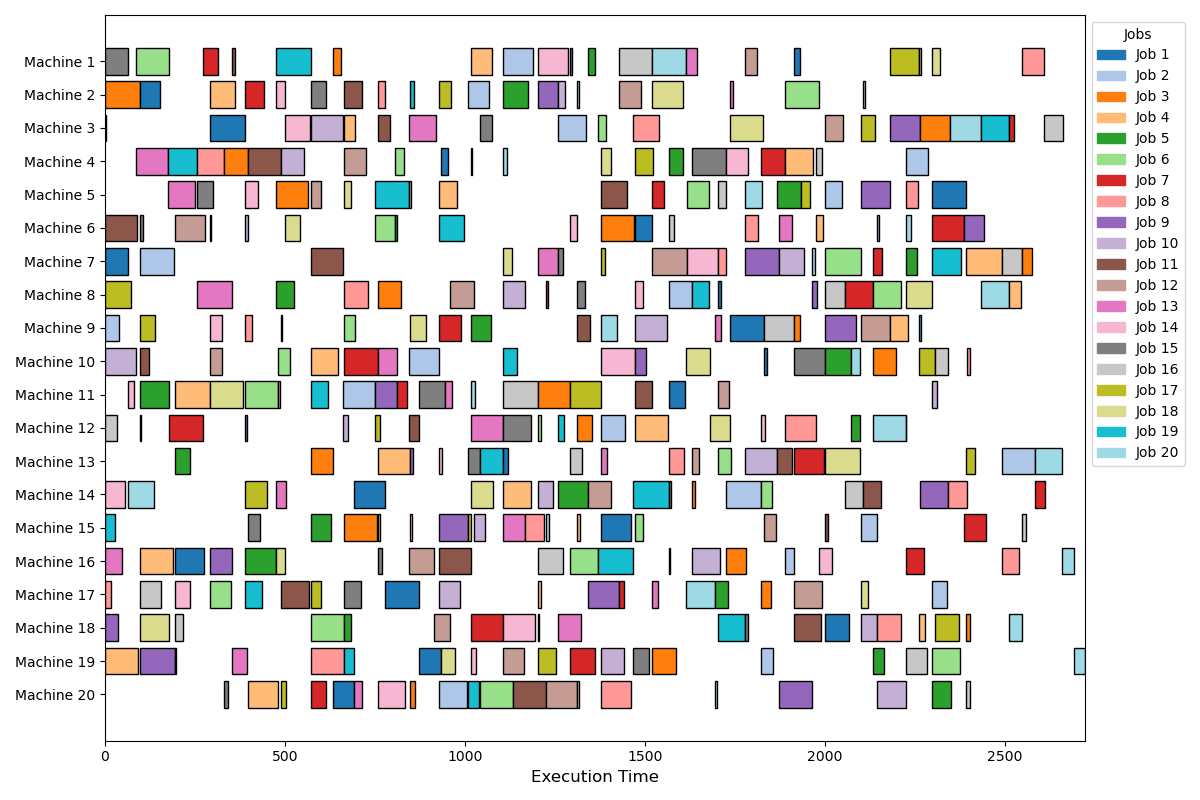 Machine 1
Machine 2
Machine 3
Machine 4
Machine 5
Machine 6
Machine 7
Machine 8
Machine 9
Machine 10
Machine 11
Machine 12
Machine 13
Machine 14
Machine 15
Machine 16
Machine 17
Machine 18
Machine 19
Machine 20
0 500 1000 1500 2000 2500
Execution Time
Jobs
Job 1
Job 2
Job 3
Job 4
Job 5
Job 6
Job 7
Job 8
Job 9
Job 10
Job 11
Job 12
Job 13
Job 14
Job 15
Job 16
Job 17
Job 18
Job 19
Job 20